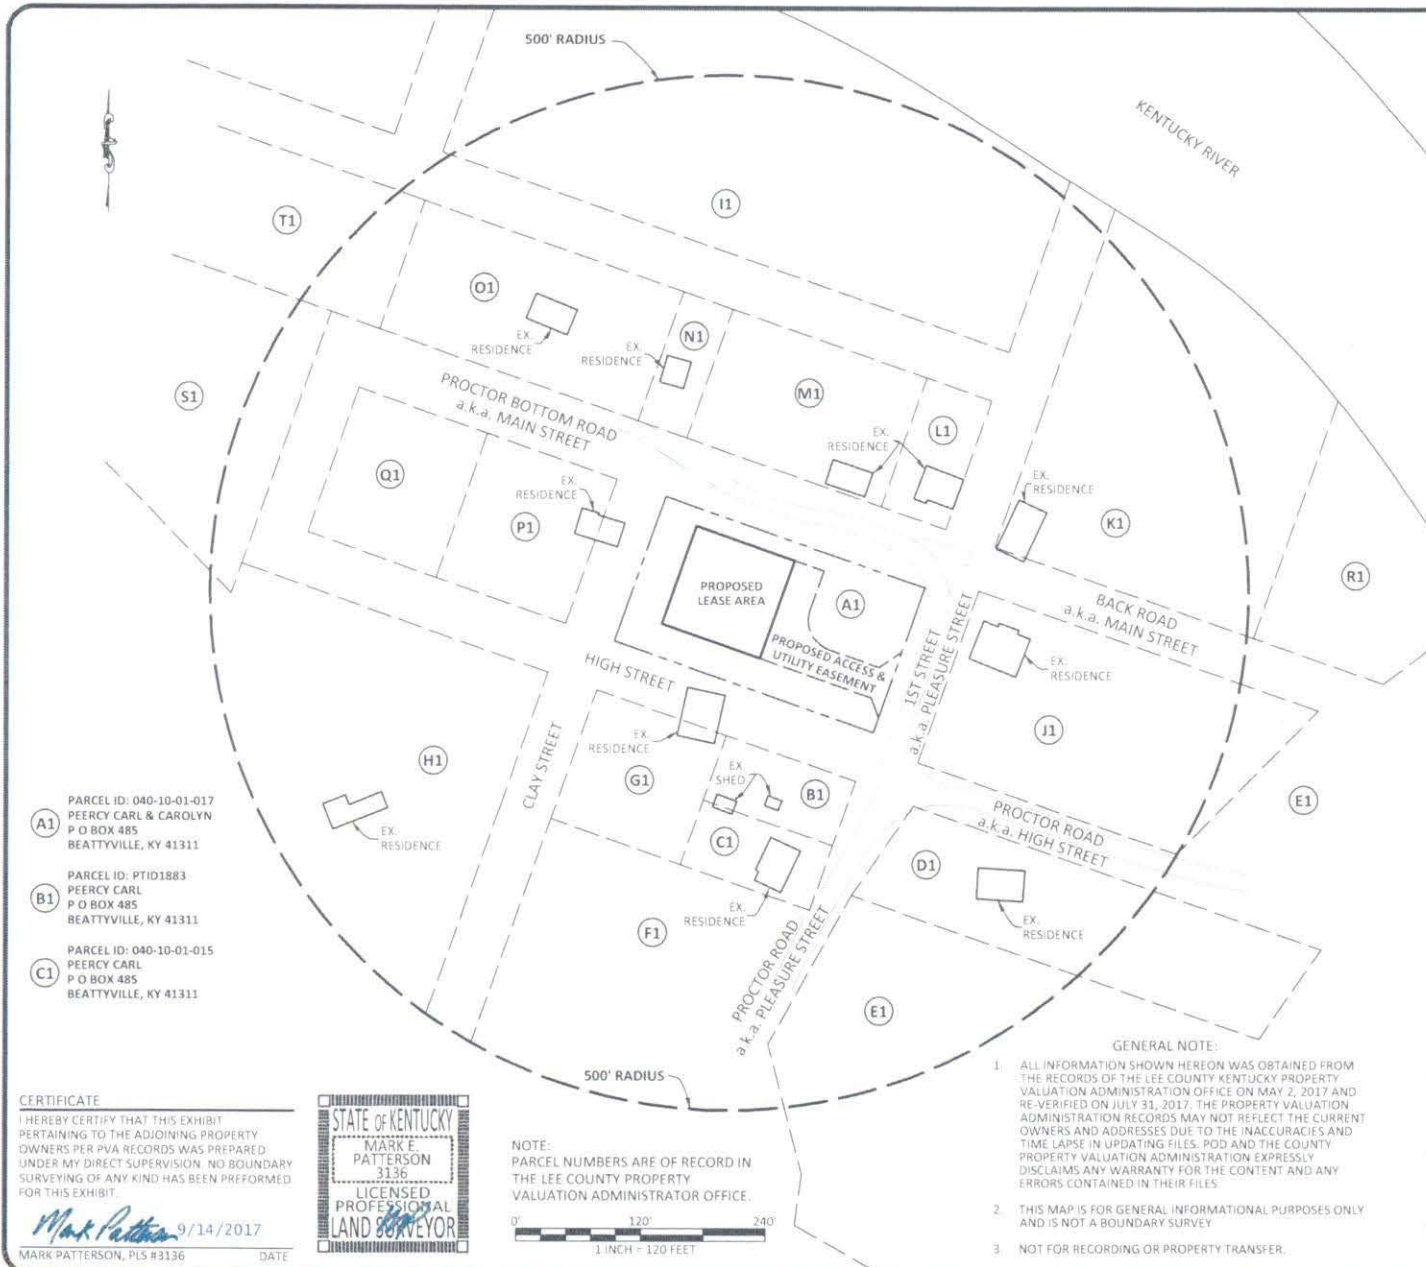 500' RADIUS
KENTUCKY RIVER
I1
T1
O1
EX.
RESIDENCE
N1
EX.
RESIDENCE
S1
PROCTOR BOTTOM ROAD
a.k.a. MAIN STREET
M1
L1
EX.
RESIDENCE
Q1
EX.
RESIDENCE
P1
EX.
RESIDENCE
K1
R1
PROPOSED
LEASE AREA
A1
BACK ROAD
a.k.a. MAIN STREET
PROPOSED ACCESS &
UTILITY EASEMENT
1ST STREET
a.k.a. PLEASURE STREET
EX.
RESIDENCE
HIGH STREET
J1
H1
CLAY STREET
EX.
RESIDENCE
G1
EX
SHED
B1
E1
EX.
RESIDENCE
C1
PROCTOR ROAD
a.k.a. HIGH STREET
D1
EX.
RESIDENCE
EX.
RESIDENCE
F1
PROCTOR ROAD
a.k.a. PLEASURE STREET
E1
500' RADIUS
A1
PARCEL ID: 040-10-01-017
PEERCY CARL & CAROLYN
P O BOX 485
BEATTYVILLE, KY 41311
B1
PARCEL ID: PTID1883
PEERCY CARL
P O BOX 485
BEATTYVILLE, KY 41311
C1
PARCEL ID: 040-10-01-015
PEERCY CARL
P O BOX 485
BEATTYVILLE, KY 41311
CERTIFICATE
I HEREBY CERTIFY THAT THIS EXHIBIT
PERTAINING TO THE ADJOINING PROPERTY
OWNERS PER PVA RECORDS WAS PREPARED
UNDER MY DIRECT SUPERVISION. NO BOUNDARY
SURVEYING OF ANY KIND HAS BEEN PREFORMED
FOR THIS EXHIBIT.
Mark Patterson 9/14/2017
MARK PATTERSON, PLS #3136 DATE
STATE OF KENTUCKY
MARK E.
PATTERSON
3136
LICENSED
PROFESSIONAL
LAND SURVEYOR
NOTE:
PARCEL NUMBERS ARE OF RECORD IN
THE LEE COUNTY PROPERTY
VALUATION ADMINISTRATOR OFFICE.
0' 120' 240'
1 INCH = 120 FEET
GENERAL NOTE:
1. ALL INFORMATION SHOWN HEREON WAS OBTAINED FROM
THE RECORDS OF THE LEE COUNTY KENTUCKY PROPERTY
VALUATION ADMINISTRATION OFFICE ON MAY 2, 2017 AND
RE-VERIFIED ON JULY 31, 2017. THE PROPERTY VALUATION
ADMINISTRATION RECORDS MAY NOT REFLECT THE CURRENT
OWNERS AND ADDRESSES DUE TO THE INACCURACIES AND
TIME LAPSE IN UPDATING FILES. POD AND THE COUNTY
PROPERTY VALUATION ADMINISTRATION EXPRESSLY
DISCLAIMS ANY WARRANTY FOR THE CONTENT AND ANY
ERRORS CONTAINED IN THEIR FILES
2. THIS MAP IS FOR GENERAL INFORMATIONAL PURPOSES ONLY
AND IS NOT A BOUNDARY SURVEY
3. NOT FOR RECORDING OR PROPERTY TRANSFER.